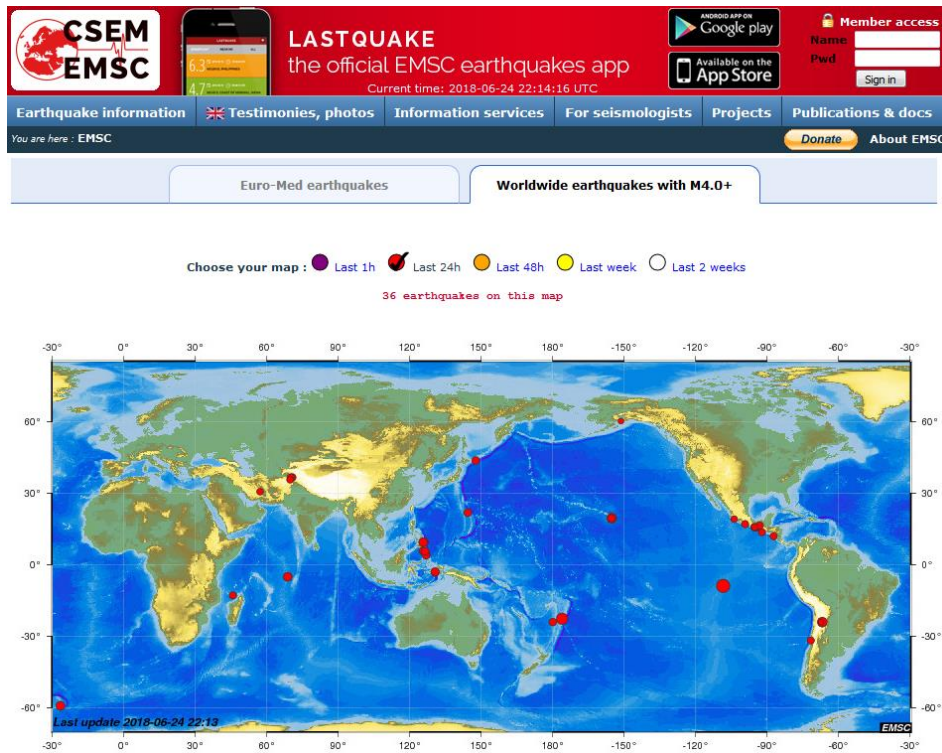 CSEM
EMSC
LASTQUAKE
the official EMSC earthquakes app
Current time: 2018-06-24 22:14:16 UTC
ANDROID APP ON
Google play
Available on the
App Store
Member access
Name
Pwd
Sign in
Earthquake information
Testimonies, photos
Information services
For seismologists
Projects
Publications & docs
You are here : EMSC
Donate
About EMSC
Euro-Med earthquakes
Worldwide earthquakes with M4.0+
Choose your map : Last 1h Last 24h Last 48h Last week Last 2 weeks
36 earthquakes on this map
-30° 0° 30° 60° 90° 120° 150° 180° -150° -120° -90° -60° -30°
60° 60°
30° 30°
0° 0°
-30° -30°
-60° -60°
Last update 2018-06-24 22:13
EMSC
-30° 0° 30° 60° 90° 120° 150° 180° -150° -120° -90° -60° -30°